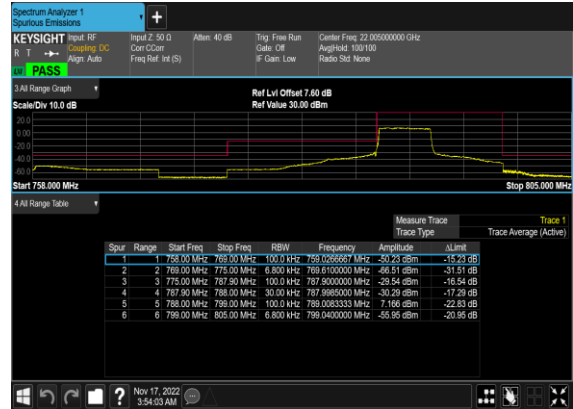 Spectrum Analyzer 1
Spurious Emissions
KEYSIGHT Input: RF Input Z: 50 Ω Atten: 40 dB Trig: Free Run Center Freq: 22.005000000 GHz
R T Coupling: DC Corr CCorr Gate: Off Avg|Hold: 100/100
Align: Auto Freq Ref: Int (S) IF Gain: Low Radio Std: None
PASS
3 All Range Graph
Ref Lvl Offset 7.60 dB
Scale/Div 10.0 dB Ref Value 30.00 dBm
20.0
0.00
-20.0
-40.0
-60.0
Start 758.000 MHz Stop 805.000 MHz
4 All Range Table
Measure Trace Trace 1
Trace Type Trace Average (Active)
Spur Range Start Freq Stop Freq RBW Frequency Amplitude ΔLimit
1 1 758.00 MHz 769.00 MHz 100.0 kHz 759.0266667 MHz -50.23 dBm -15.23 dB
2 2 769.00 MHz 775.00 MHz 6.800 kHz 769.6100000 MHz -66.51 dBm -31.51 dB
3 3 775.00 MHz 787.90 MHz 100.0 kHz 787.9000000 MHz -29.54 dBm -16.54 dB
4 4 787.90 MHz 788.00 MHz 30.00 kHz 787.9985000 MHz -30.29 dBm -17.29 dB
5 5 788.00 MHz 799.00 MHz 100.0 kHz 789.0083333 MHz 7.166 dBm -22.83 dB
6 6 799.00 MHz 805.00 MHz 6.800 kHz 799.0400000 MHz -55.95 dBm -20.95 dB
Nov 17, 2022
3:54:03 AM